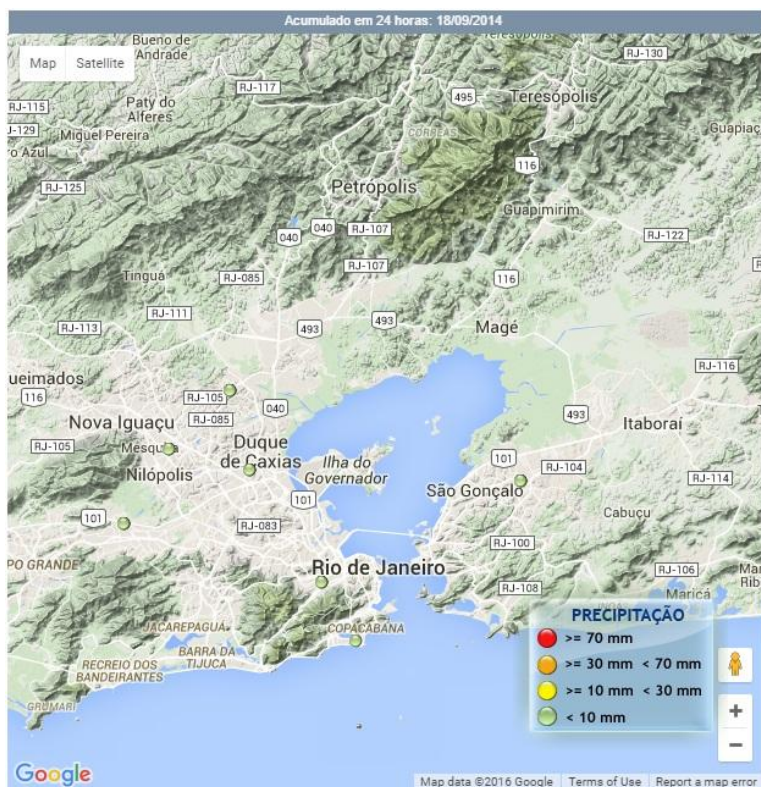 Acumulado em 24 horas: 18/09/2014
Map
Satellite
Bueno de
Andrade
Teresópolis
RJ-130
RJ-117
RJ-115
Paty do
Alferes
495
Teresópolis
RJ-129
Miguel Pereira
CORREAS
ro Azul
116
Guapiaç
RJ-125
Petrópolis
Guapimirim
040
040
RJ-107
RJ-122
Tinguá
RJ-085
RJ-107
116
RJ-111
RJ-113
493
493
Magé
ueimados
116
RJ-105
RJ-116
RJ-085
040
493
Nova Iguaçu
Itaboraí
RJ-105
Mesquita
Duque
de Caxias
Nilópolis
Ilha do
Governador
101
RJ-104
São Gonçalo
RJ-114
101
101
RJ-083
Cabuçu
RJ-100
PO GRANDE
Rio de Janeiro
RJ-106
RJ-108
Maricá
JACAREPAGUÁ
COPACABANA
BARRA DA
TIJUCA
RECREIO DOS
BANDEIRANTES
GRUMARI
PRECIPITAÇÃO
>= 70 mm
>= 30 mm < 70 mm
>= 10 mm < 30 mm
< 10 mm
+
−
Google
Map data ©2016 Google
Terms of Use
Report a map error